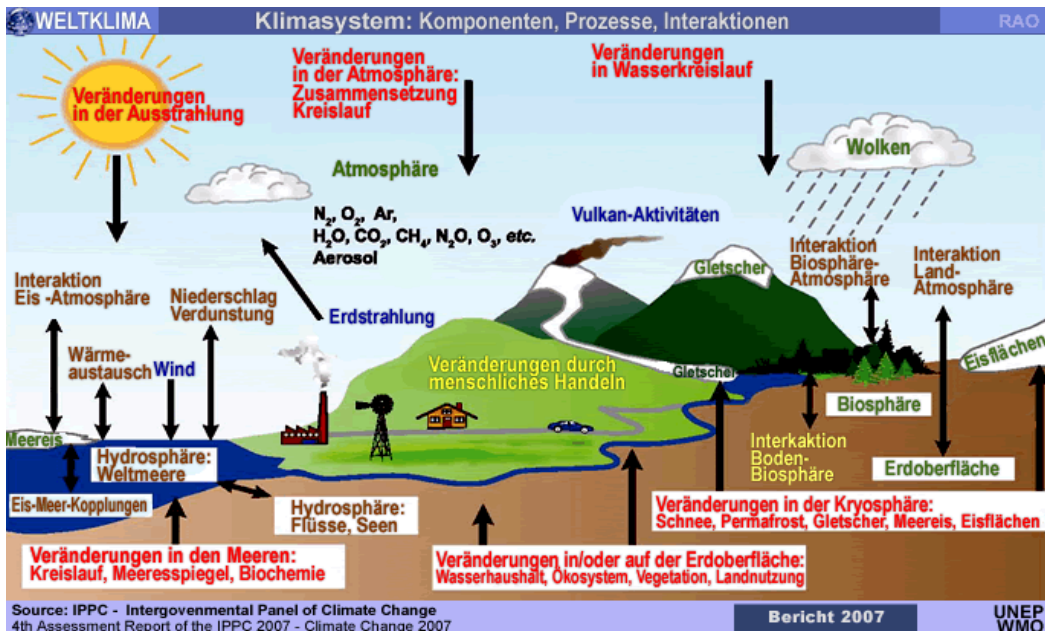 WELTKLIMA
Klimasystem: Komponenten, Prozesse, Interaktionen
RAO
Veränderungen
in der Ausstrahlung
Veränderungen
in der Atmosphäre:
Zusammensetzung
Kreislauf
Veränderungen
in Wasserkreislauf
Wolken
Atmosphäre
N₂, O₂, Ar,
H₂O, CO₂, CH₄, N₂O, O₃, etc.
Aerosol
Vulkan-Aktivitäten
Interaktion
Eis -Atmosphäre
Niederschlag
Verdunstung
Erdstrahlung
Gletscher
Interaktion
Biosphäre-
Atmosphäre
Interaktion
Land-
Atmosphäre
Wärme-
austausch
Wind
Veränderungen durch
menschliches Handeln
Gletscher
Eisflächen
Biosphäre
Meereis
Hydrosphäre:
Weltmeere
Interkaktion
Boden-
Biosphäre
Erdoberfläche
Eis-Meer-Kopplungen
Hydrosphäre:
Flüsse, Seen
Veränderungen in der Kryosphäre:
Schnee, Permafrost, Gletscher, Meereis, Eisflächen
Veränderungen in den Meeren:
Kreislauf, Meeresspiegel, Biochemie
Veränderungen in/oder auf der Erdoberfläche:
Wasserhaushalt, Ökosystem, Vegetation, Landnutzung
Source: IPPC - Intergovenmental Panel of Climate Change
4th Assessment Report of the IPPC 2007 - Climate Change 2007
Bericht 2007
UNEP
WMO